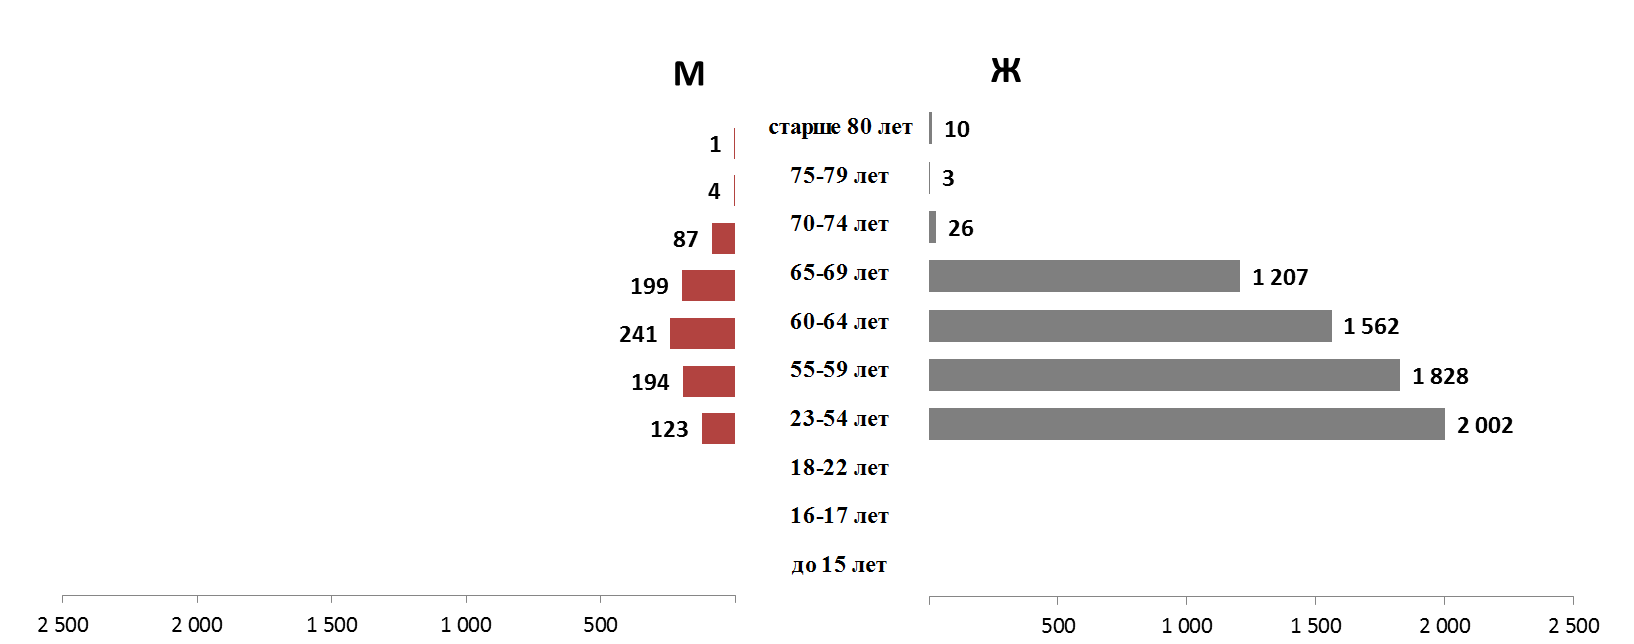 М Ж
старше 80 лет 10
1
75-79 лет 3
4
70-74 лет 26
87
65-69 лет 1 207
199
60-64 лет 1 562
241
55-59 лет 1 828
194
23-54 лет 2 002
123
18-22 лет
16-17 лет
до 15 лет
2 500 2 000 1 500 1 000 500 500 1 000 1 500 2 000 2 500